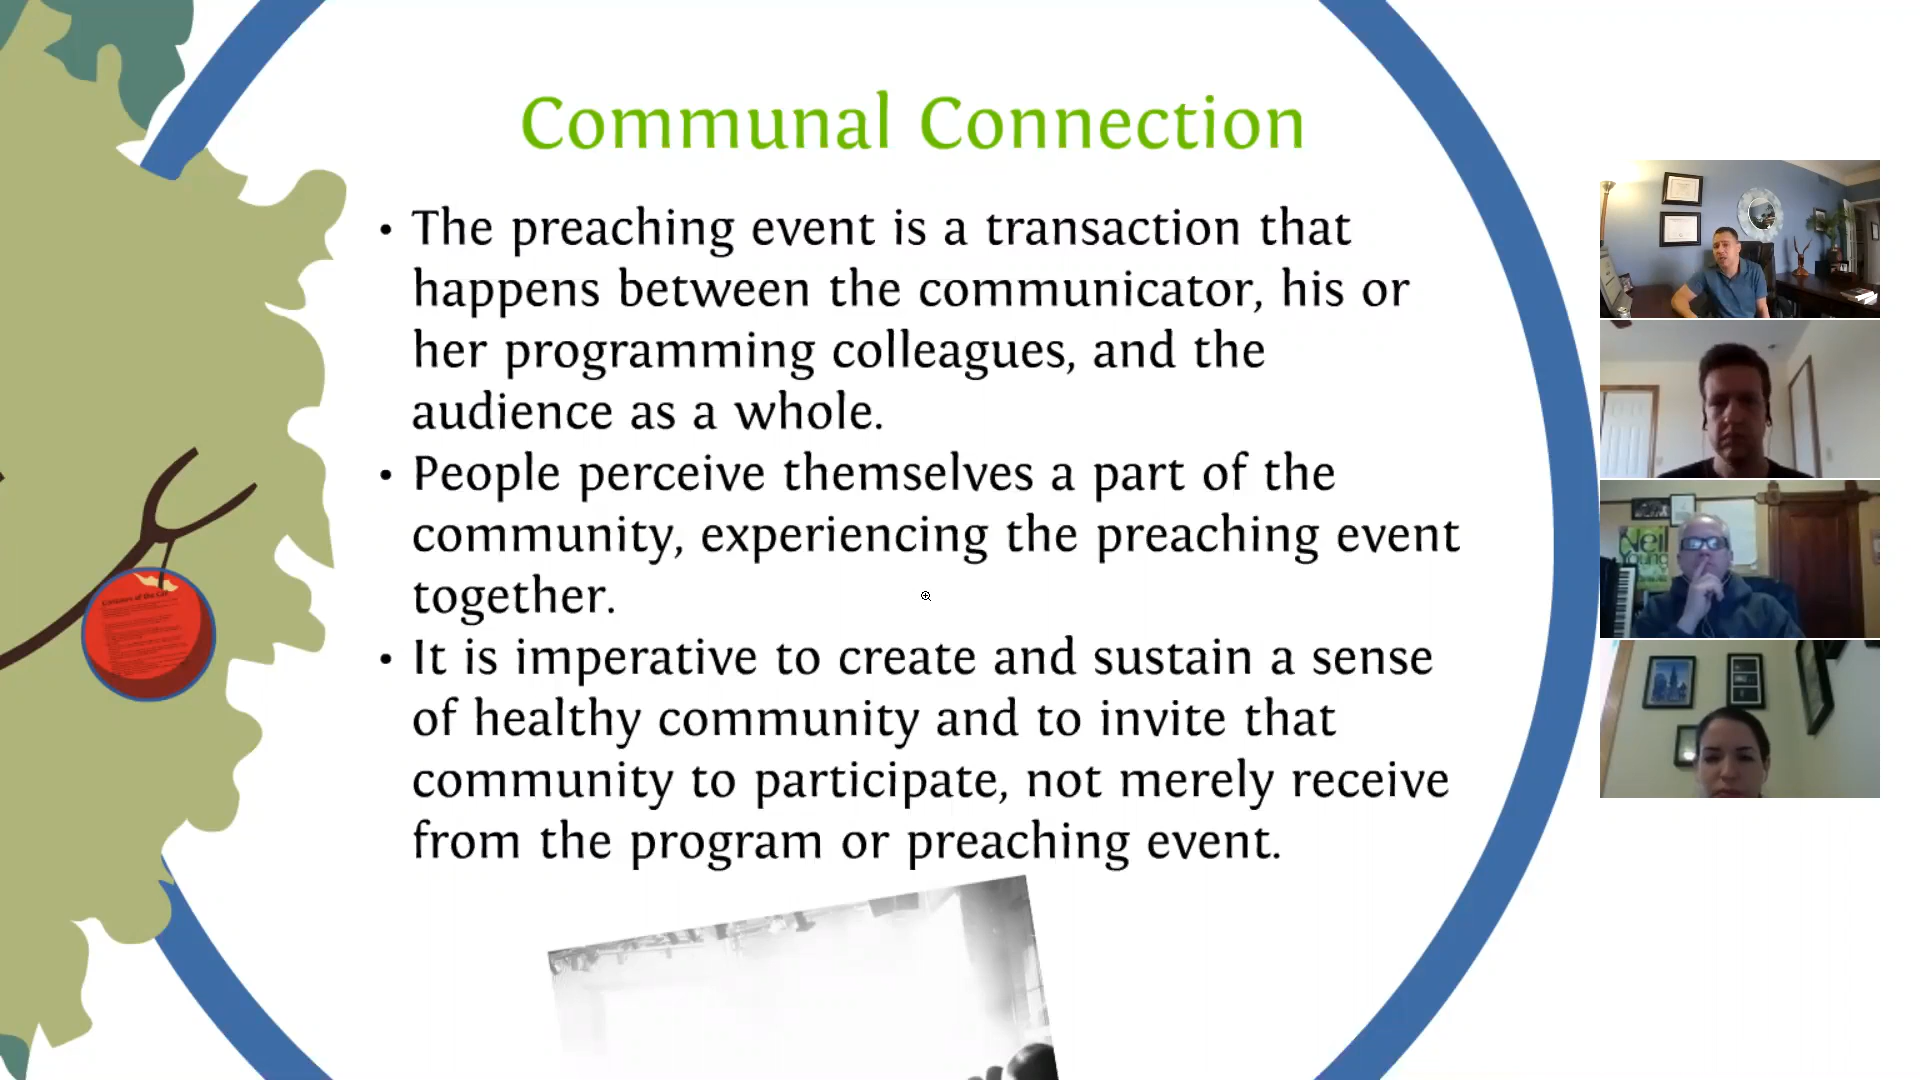 Communal Connection
• The preaching event is a transaction that
happens between the communicator, his or
her programming colleagues, and the
audience as a whole.
• People perceive themselves a part of the
community, experiencing the preaching event
together.
• It is imperative to create and sustain a sense
of healthy community and to invite that
community to participate, not merely receive
from the program or preaching event.
Neil
Young